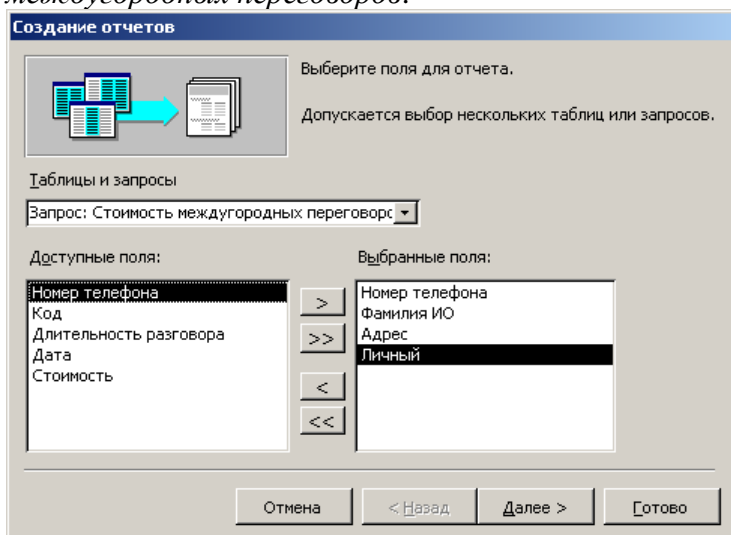 междугородных переговоров.
Создание отчетов
Выберите поля для отчета.
Допускается выбор нескольких таблиц или запросов.
Таблицы и запросы
Запрос: Стоимость междугородных переговорс
Доступные поля:
Выбранные поля:
Номер телефона
Код
Длительность разговора
Дата
Стоимость
>
>>
<
<<
Номер телефона
Фамилия ИО
Адрес
Личный
Отмена
< Назад
Далее >
Готово